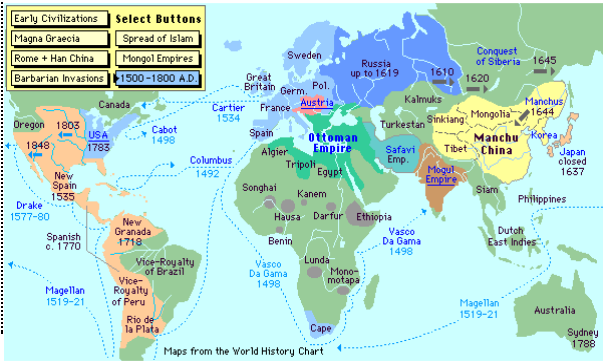 Early Civilizations
Magna Graecia
Rome + Han China
Barbarian Invasions
Select Buttons
Spread of Islam
Mongol Empires
1500-1800 A.D.
Sweden
Great
Britain
Germ.
Pol.
France
Austria
Spain
Russia
up to 1619
1610
1620
1645
Conquest
of Siberia
Kalmuks
Turkestan
Sinkiang
Mongolia
Manchus
1644
Manchu
China
Korea
Japan
closed
1637
Tibet
Ottoman
Empire
Safavi
Emp.
Mogul
Empire
Siam
Philippines
Dutch
East Indies
Canada
Oregon
1803
1848
USA
1783
Cabot
1498
Cartier
1534
Columbus
1492
New
Spain
1535
Drake
1577-80
Spanish
c. 1770
New
Granada
1718
Vice-Royalty
of Brazil
Vice-
Royalty
of Peru
Rio de
la Plata
Magellan
1519-21
Algier
Tripoli
Egypt
Songhai
Kanem
Hausa
Darfur
Ethiopia
Benin
Lunda
Mono-
motapa
Cape
Vasco
Da Gama
1498
Vasco
Da Gama
1498
Magellan
1519-21
Australia
Sydney
1788
Maps from the World History Chart